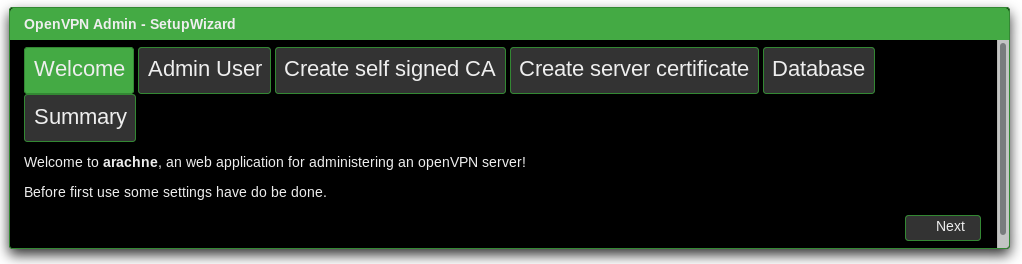 OpenVPN Admin - SetupWizard
Welcome Admin User Create self signed CA Create server certificate Database
Summary
Welcome to arachne, an web application for administering an openVPN server!
Before first use some settings have do be done.
Next